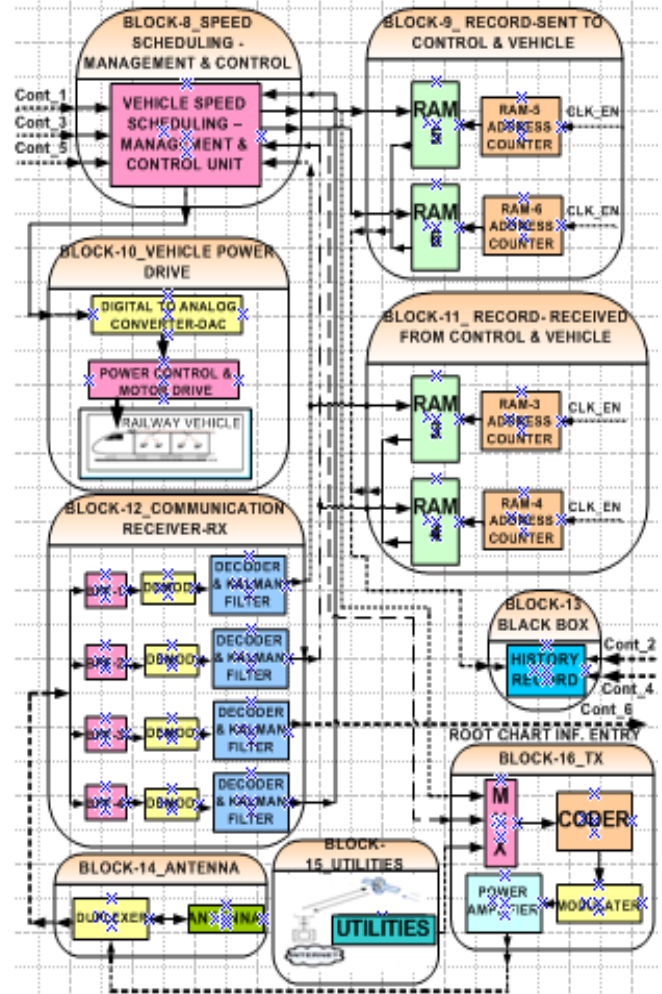 BLOCK-8_SPEED
SCHEDULING -
MANAGEMENT & CONTROL
Cont_1
Cont_3
Cont_5
VEHICLE SPEED
SCHEDULING –
MANAGEMENT &
CONTROL UNIT
BLOCK-9_ RECORD-SENT TO
CONTROL & VEHICLE
RAM
5
RAM-5
ADDRESS
COUNTER
CLK_EN
RAM
6
RAM-6
ADDRESS
COUNTER
CLK_EN
BLOCK-10_VEHICLE POWER
DRIVE
DIGITAL TO ANALOG
CONVERTER-DAC
POWER CONTROL &
MOTOR DRIVE
RAILWAY VEHICLE
BLOCK-11_ RECORD- RECEIVED
FROM CONTROL & VEHICLE
RAM
3
RAM-3
ADDRESS
COUNTER
CLK_EN
RAM
4
RAM-4
ADDRESS
COUNTER
CLK_EN
BLOCK-12_COMMUNICATION
RECEIVER-RX
DECODER
& KALMAN
FILTER
DECODER
& KALMAN
FILTER
DECODER
& KALMAN
FILTER
DECODER
& KALMAN
FILTER
BLOCK-13
BLACK BOX
HISTORY
RECORD
Cont_2
Cont_4
Cont_6
ROOT CHART INF. ENTRY
BLOCK-16_TX
M
X
CODER
POWER
AMPLIFIER
MODULATER
BLOCK-14_ANTENNA
DUPLEXER
ANTENNA
BLOCK-
15_UTILITIES
UTILITIES
INTERNET